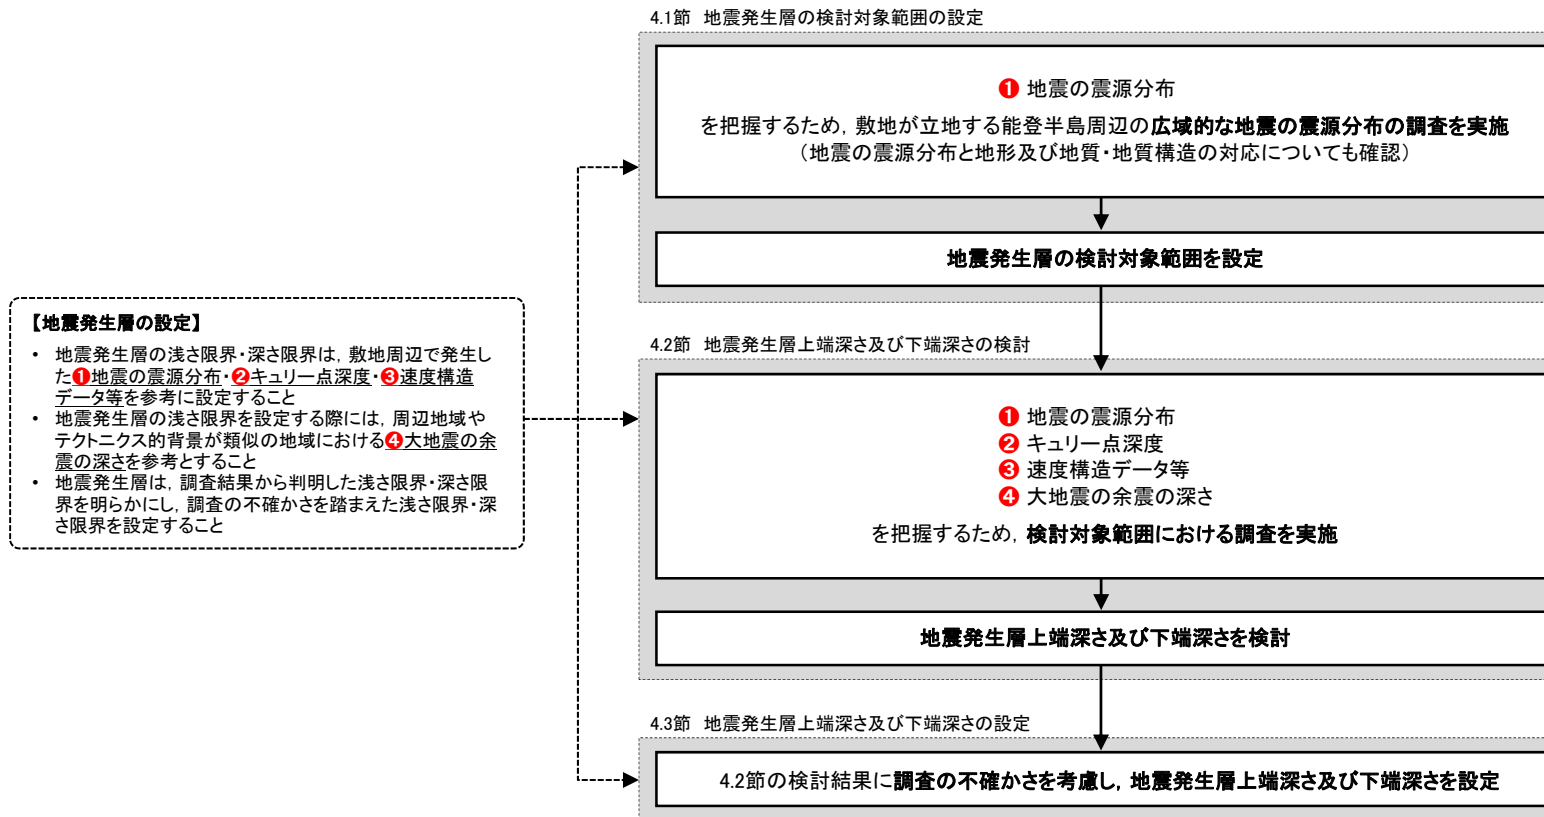 4.1節 地震発生層の検討対象範囲の設定
❶ 地震の震源分布
を把握するため，敷地が立地する能登半島周辺の広域的な地震の震源分布の調査を実施
（地震の震源分布と地形及び地質・地質構造の対応についても確認）
地震発生層の検討対象範囲を設定
【地震発生層の設定】
• 地震発生層の浅さ限界・深さ限界は，敷地周辺で発生し
た❶地震の震源分布・❷キュリー点深度・❸速度構造
データ等を参考に設定すること
• 地震発生層の浅さ限界を設定する際には，周辺地域や
テクトニクス的背景が類似の地域における❹大地震の余
震の深さを参考とすること
• 地震発生層は，調査結果から判明した浅さ限界・深さ限
界を明らかにし，調査の不確かさを踏まえた浅さ限界・深
さ限界を設定すること
4.2節 地震発生層上端深さ及び下端深さの検討
❶ 地震の震源分布
❷ キュリー点深度
❸ 速度構造データ等
❹ 大地震の余震の深さ
を把握するため，検討対象範囲における調査を実施
地震発生層上端深さ及び下端深さを検討
4.3節 地震発生層上端深さ及び下端深さの設定
4.2節の検討結果に調査の不確かさを考慮し，地震発生層上端深さ及び下端深さを設定